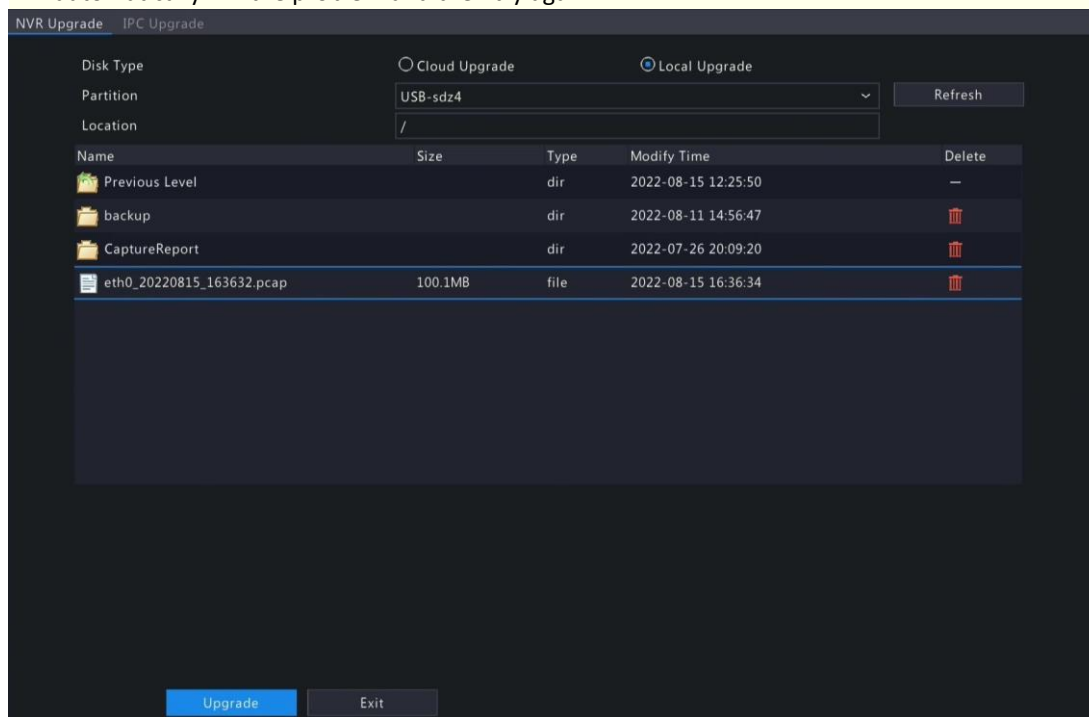 NVR Upgrade IPC Upgrade
Disk Type Cloud Upgrade Local Upgrade
Partition USB-sdz4 Refresh
Location /
Name Size Type Modify Time Delete
Previous Level dir 2022-08-15 12:25:50 —
backup dir 2022-08-11 14:56:47
CaptureReport dir 2022-07-26 20:09:20
eth0_20220815_163632.pcap 100.1MB file 2022-08-15 16:36:34
Upgrade Exit